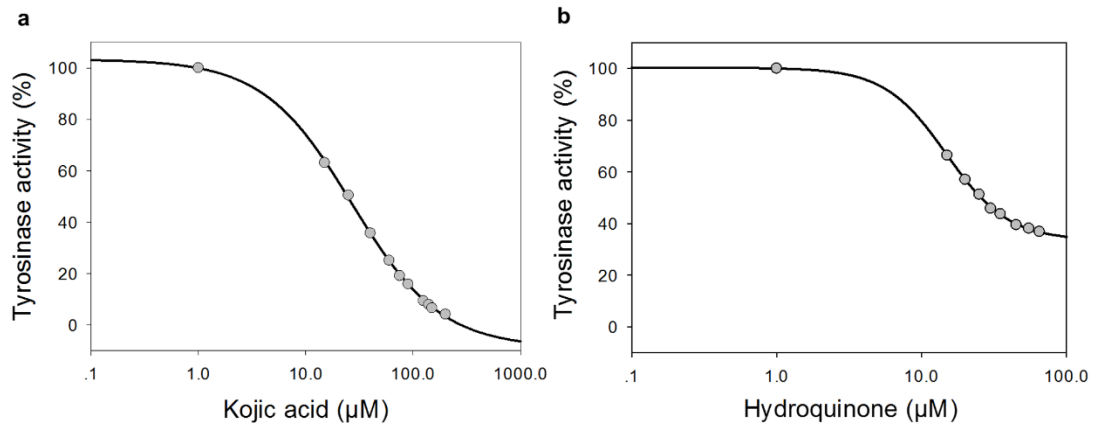 a
Tyrosinase activity (%)
100
80
60
40
20
0
.1 1.0 10.0 100.0 1000.0
Kojic acid (µM)
b
Tyrosinase activity (%)
100
80
60
40
20
0
.1 1.0 10.0 100.0
Hydroquinone (µM)